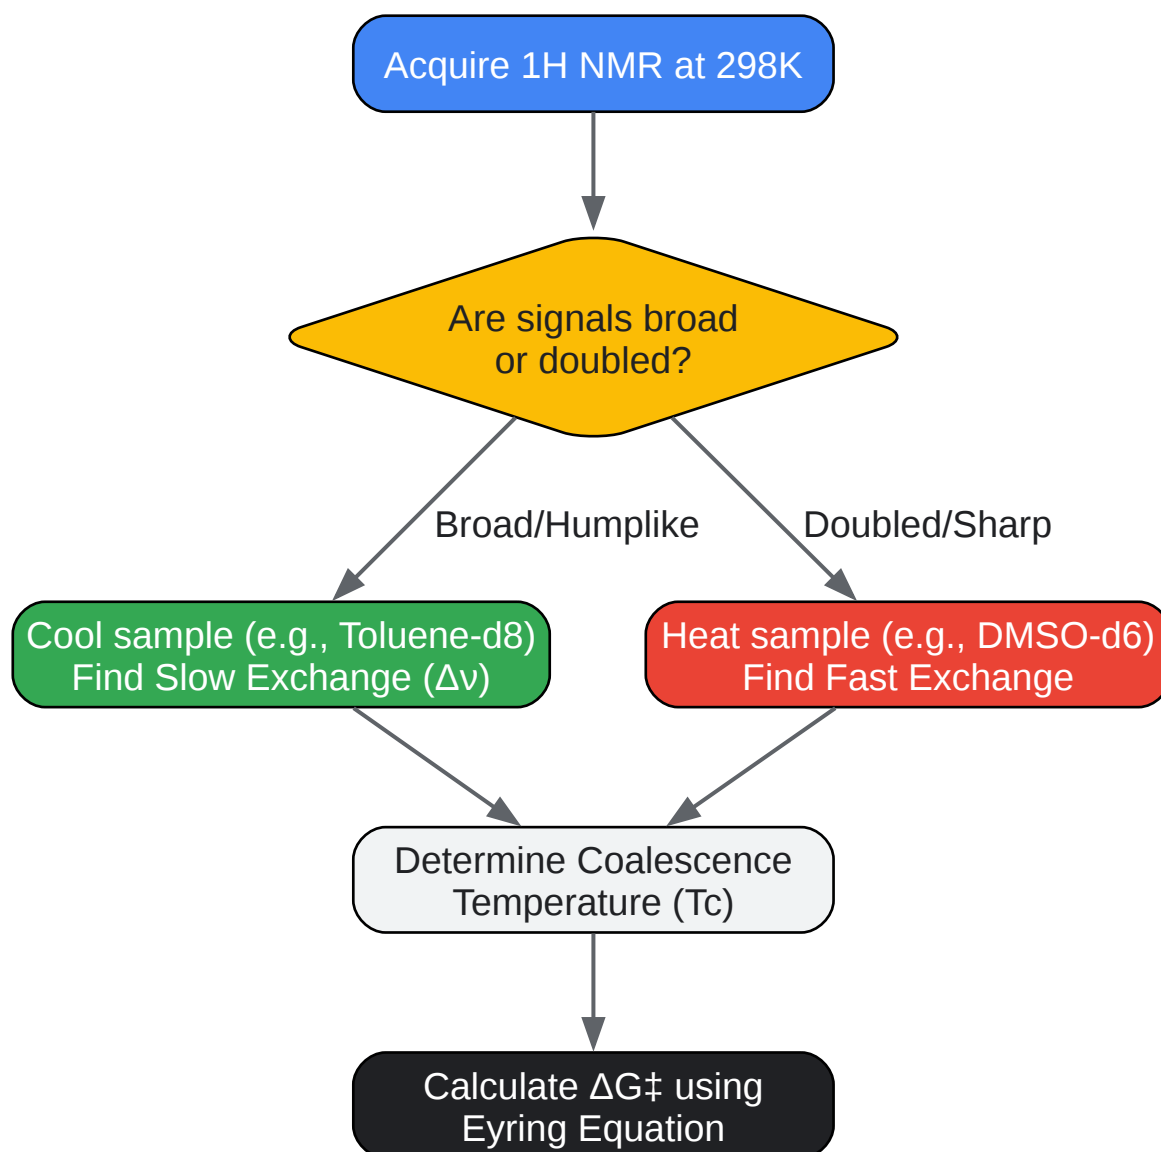 Acquire 1H NMR at 298K
Are signals broad
or doubled?
Broad/Humplike
Doubled/Sharp
Cool sample (e.g., Toluene-d8)
Find Slow Exchange (Δν)
Heat sample (e.g., DMSO-d6)
Find Fast Exchange
Determine Coalescence
Temperature (Tc)
Calculate ΔG‡ using
Eyring Equation